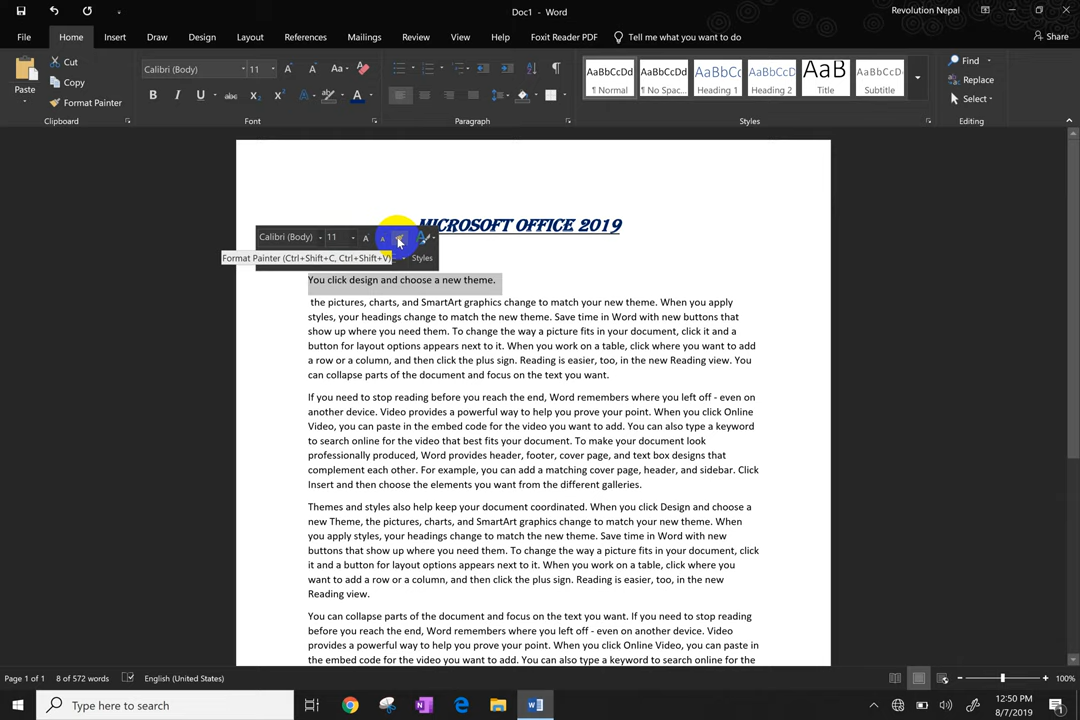 Doc1 - Word
Revolution Nepal
File Home Insert Draw Design Layout References Mailings Review View Help Foxit Reader PDF Tell me what you want to do Share
Paste
Cut
Copy
Format Painter
Clipboard
Calibri (Body) 11
Font
Paragraph
AaBbCcDd AaBbCcDd AaBbCc AaBbCcDd AaB AaBbCcDd
¶ Normal ¶ No Spac... Heading 1 Heading 2 Title Subtitle
Styles
Find
Replace
Select
Editing
MICROSOFT OFFICE 2019
Calibri (Body) 11
Format Painter (Ctrl+Shift+C, Ctrl+Shift+V)
Styles
You click design and choose a new theme.
the pictures, charts, and SmartArt graphics change to match your new theme. When you apply
styles, your headings change to match the new theme. Save time in Word with new buttons that
show up where you need them. To change the way a picture fits in your document, click it and a
button for layout options appears next to it. When you work on a table, click where you want to add
a row or a column, and then click the plus sign. Reading is easier, too, in the new Reading view. You
can collapse parts of the document and focus on the text you want.
If you need to stop reading before you reach the end, Word remembers where you left off - even on
another device. Video provides a powerful way to help you prove your point. When you click Online
Video, you can paste in the embed code for the video you want to add. You can also type a keyword
to search online for the video that best fits your document. To make your document look
professionally produced, Word provides header, footer, cover page, and text box designs that
complement each other. For example, you can add a matching cover page, header, and sidebar. Click
Insert and then choose the elements you want from the different galleries.
Themes and styles also help keep your document coordinated. When you click Design and choose a
new Theme, the pictures, charts, and SmartArt graphics change to match your new theme. When
you apply styles, your headings change to match the new theme. Save time in Word with new
buttons that show up where you need them. To change the way a picture fits in your document, click
it and a button for layout options appears next to it. When you work on a table, click where you
want to add a row or a column, and then click the plus sign. Reading is easier, too, in the new
Reading view.
You can collapse parts of the document and focus on the text you want. If you need to stop reading
before you reach the end, Word remembers where you left off - even on another device. Video
provides a powerful way to help you prove your point. When you click Online Video, you can paste in
the embed code for the video you want to add. You can also type a keyword to search online for the
Page 1 of 1 8 of 572 words English (United States) 100%
Type here to search
12:50 PM
8/7/2019